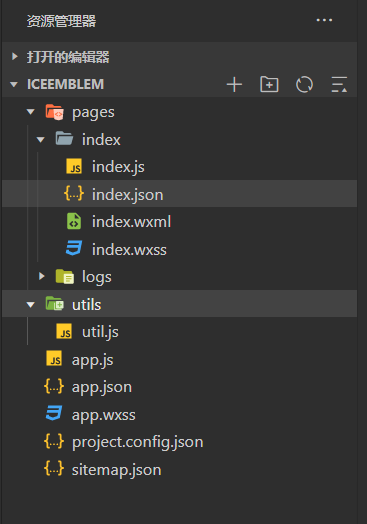 资源管理器
打开的编辑器
ICEEMBLEM
pages
index
index.js
index.json
index.wxml
index.wxss
logs
utils
util.js
app.js
app.json
app.wxss
project.config.json
sitemap.json